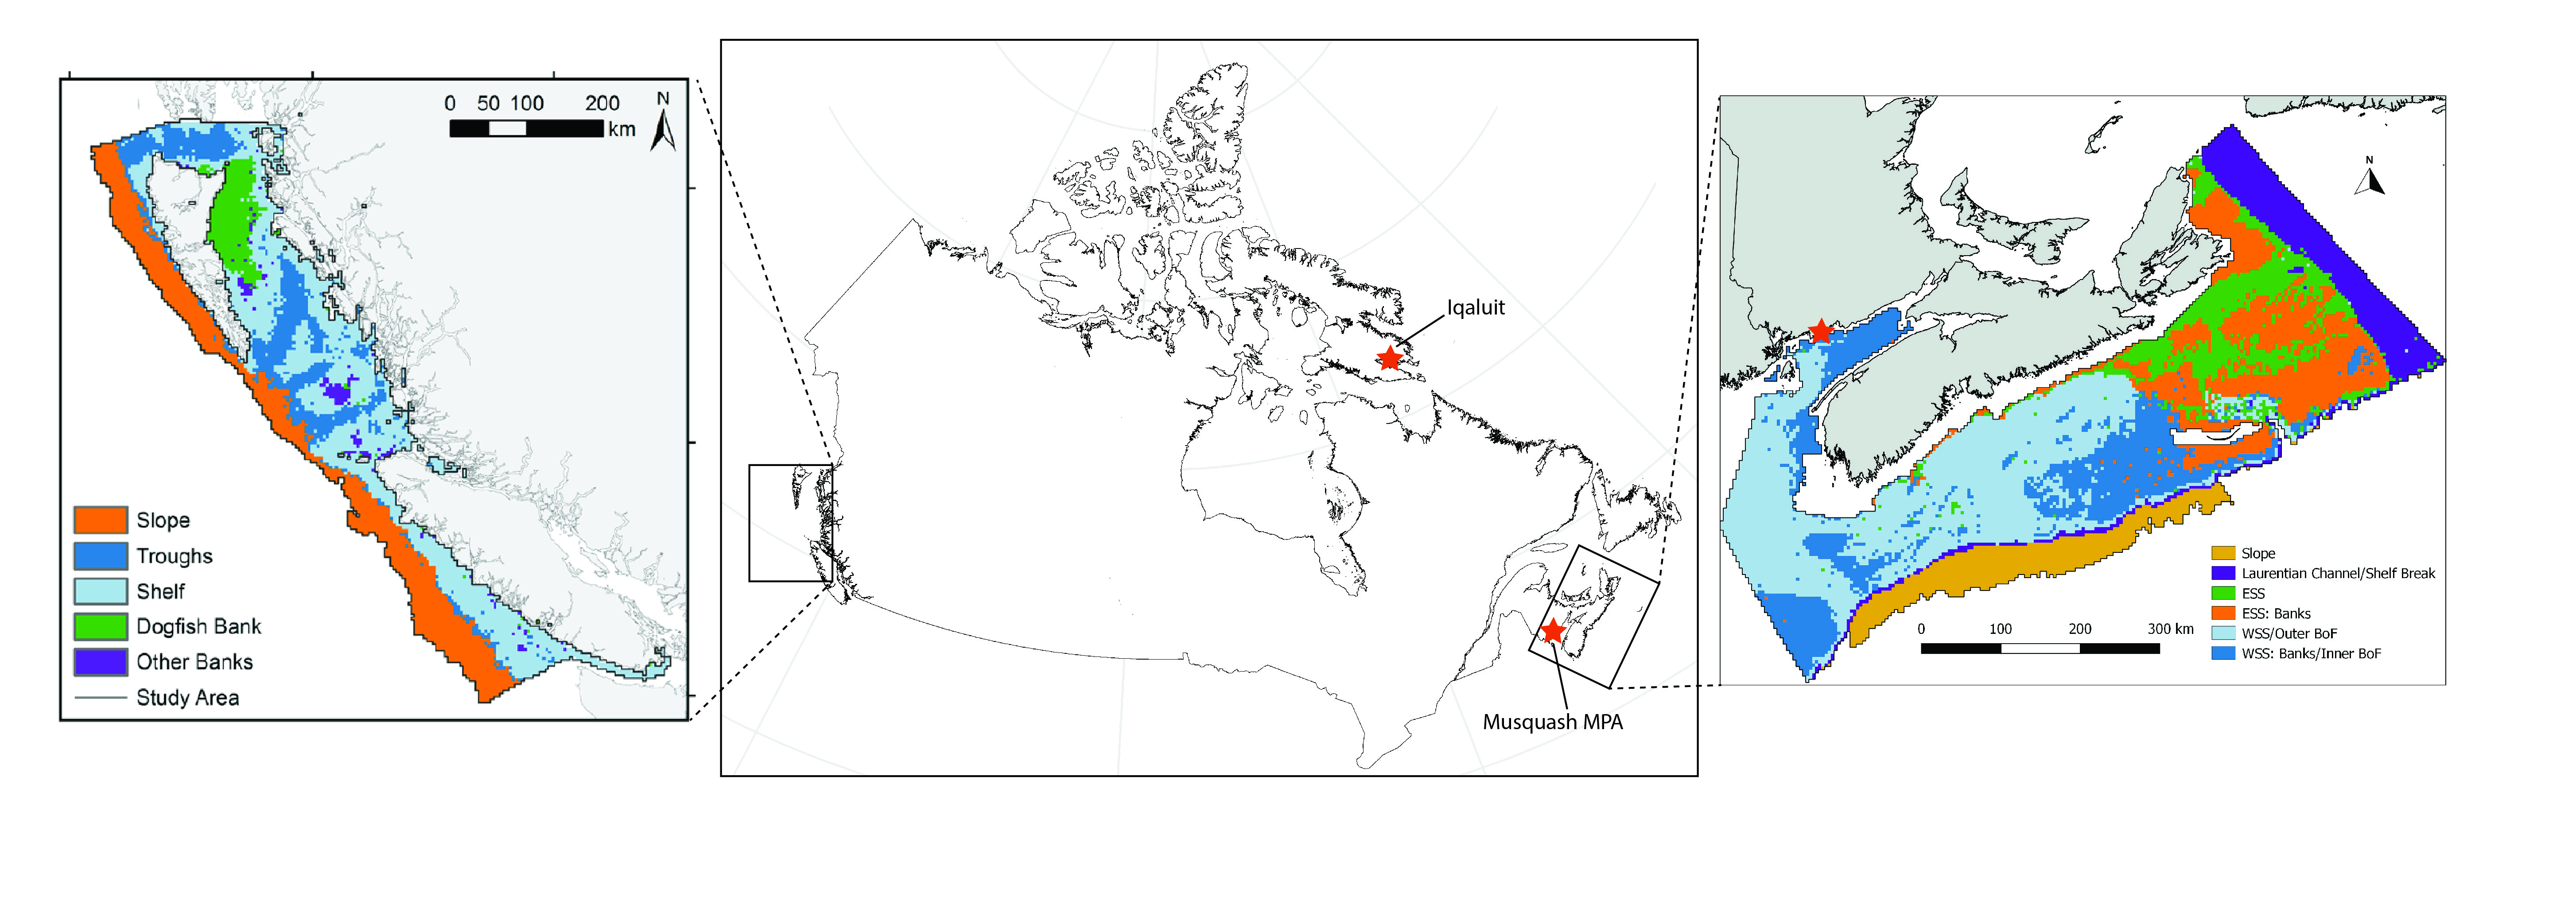 0 50 100 200
km
N
Slope
Troughs
Shelf
Dogfish Bank
Other Banks
Study Area
Iqaluit
Musquash MPA
N
Slope
Laurentian Channel/Shelf Break
ESS
ESS: Banks
WSS/Outer BoF
WSS: Banks/Inner BoF
0 100 200 300 km